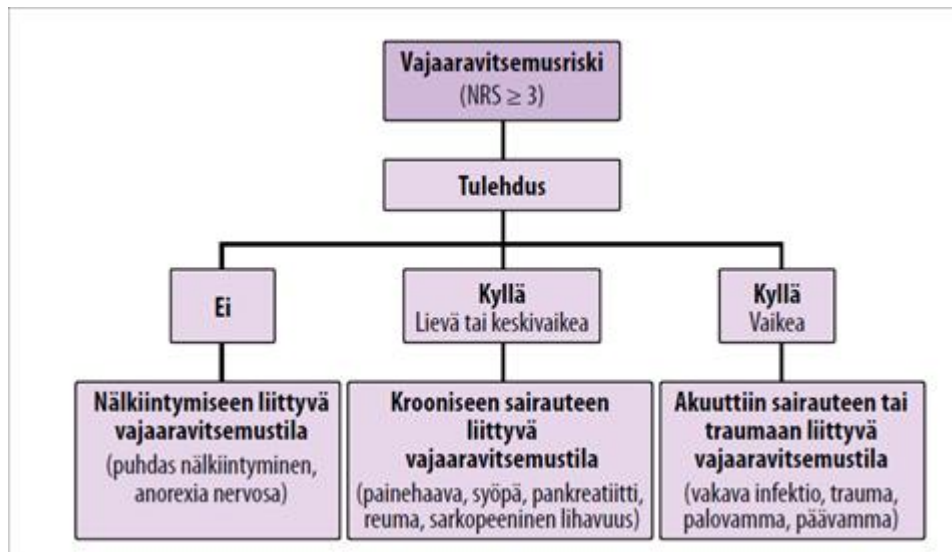 Vajaaravitsemusriski
(NRS ≥ 3)
Tulehdus
Ei
Kyllä
Lievä tai keskivaikea
Kyllä
Vaikea
Nälkiintymiseen liittyvä
vajaaravitsemustila
(puhdas nälkiintyminen,
anorexia nervosa)
Krooniseen sairauteen
liittyvä
vajaaravitsemustila
(painehaava, syöpä, pankreatiitti,
reuma, sarkopeeninen lihavuus)
Akuuttiin sairauteen tai
traumaan liittyvä
vajaaravitsemustila
(vakava infektio, trauma,
palovamma, päävamma)